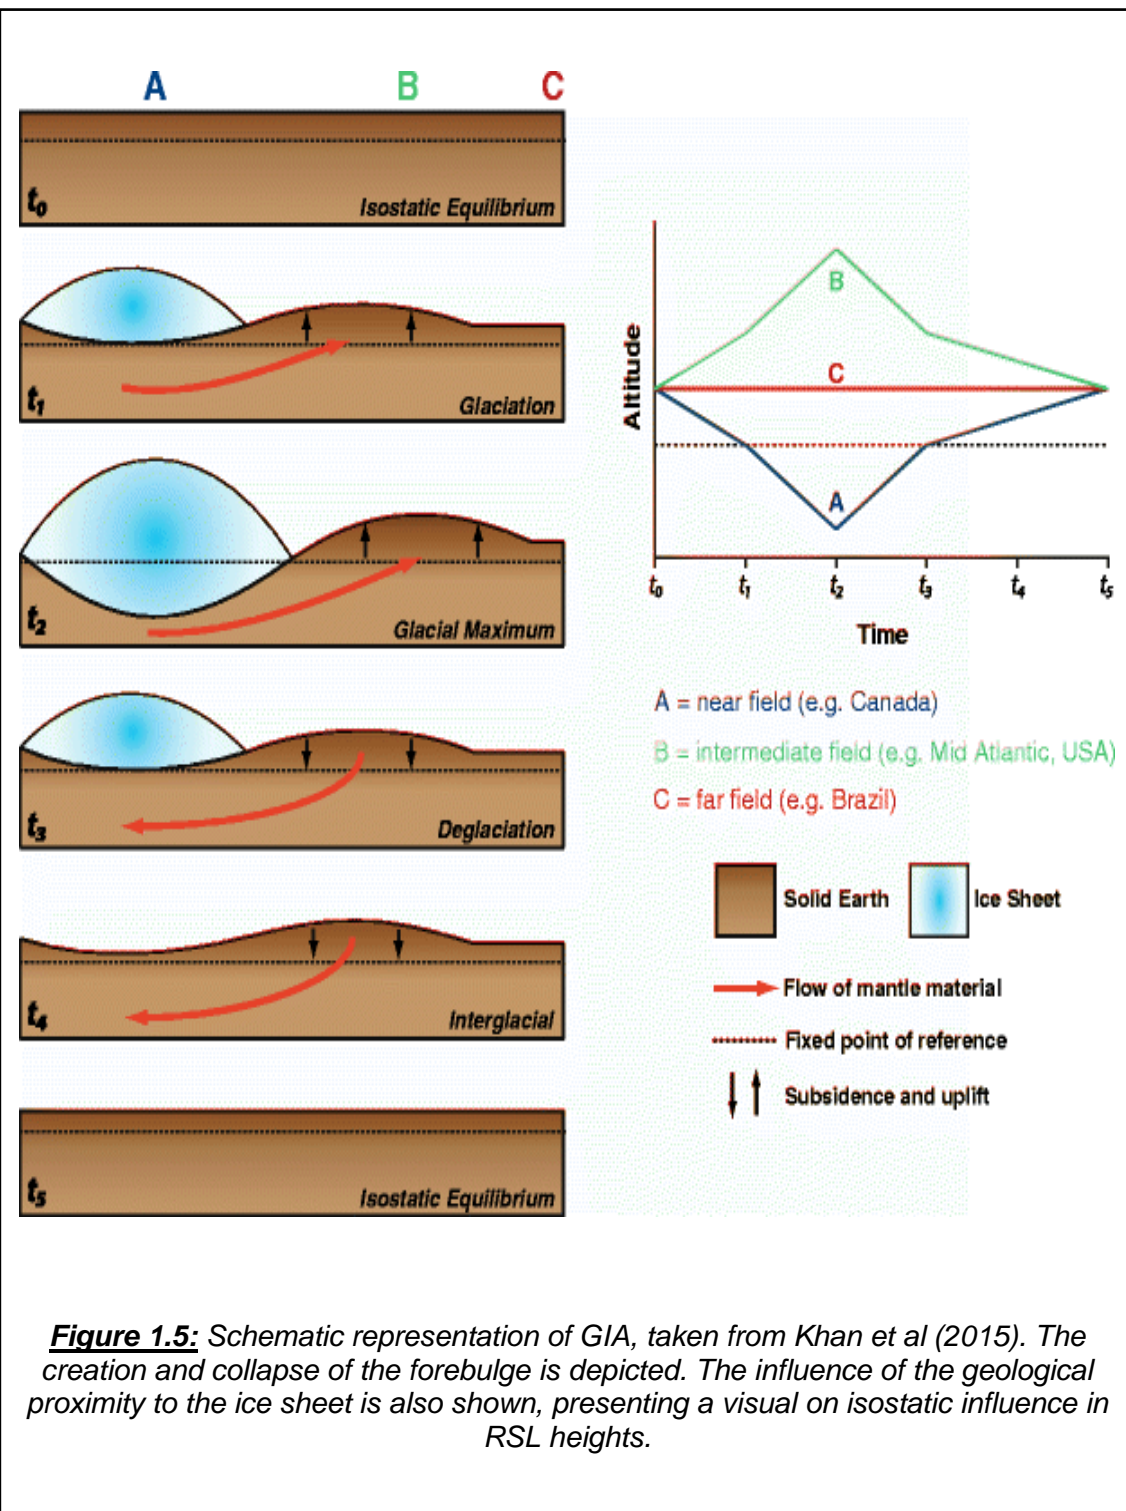 A B C
t0
Isostatic Equilibrium
t1
Glaciation
t2
Glacial Maximum
t3
Deglaciation
t4
Interglacial
t5
Isostatic Equilibrium
Altitude
B
C
A
t0 t1 t2 t3 t4 t5
Time
A = near field (e.g. Canada)
B = intermediate field (e.g. Mid Atlantic, USA)
C = far field (e.g. Brazil)
Solid Earth
Ice Sheet
Flow of mantle material
Fixed point of reference
Subsidence and uplift
Figure 1.5: Schematic representation of GIA, taken from Khan et al (2015). The
creation and collapse of the forebulge is depicted. The influence of the geological
proximity to the ice sheet is also shown, presenting a visual on isostatic influence in
RSL heights.